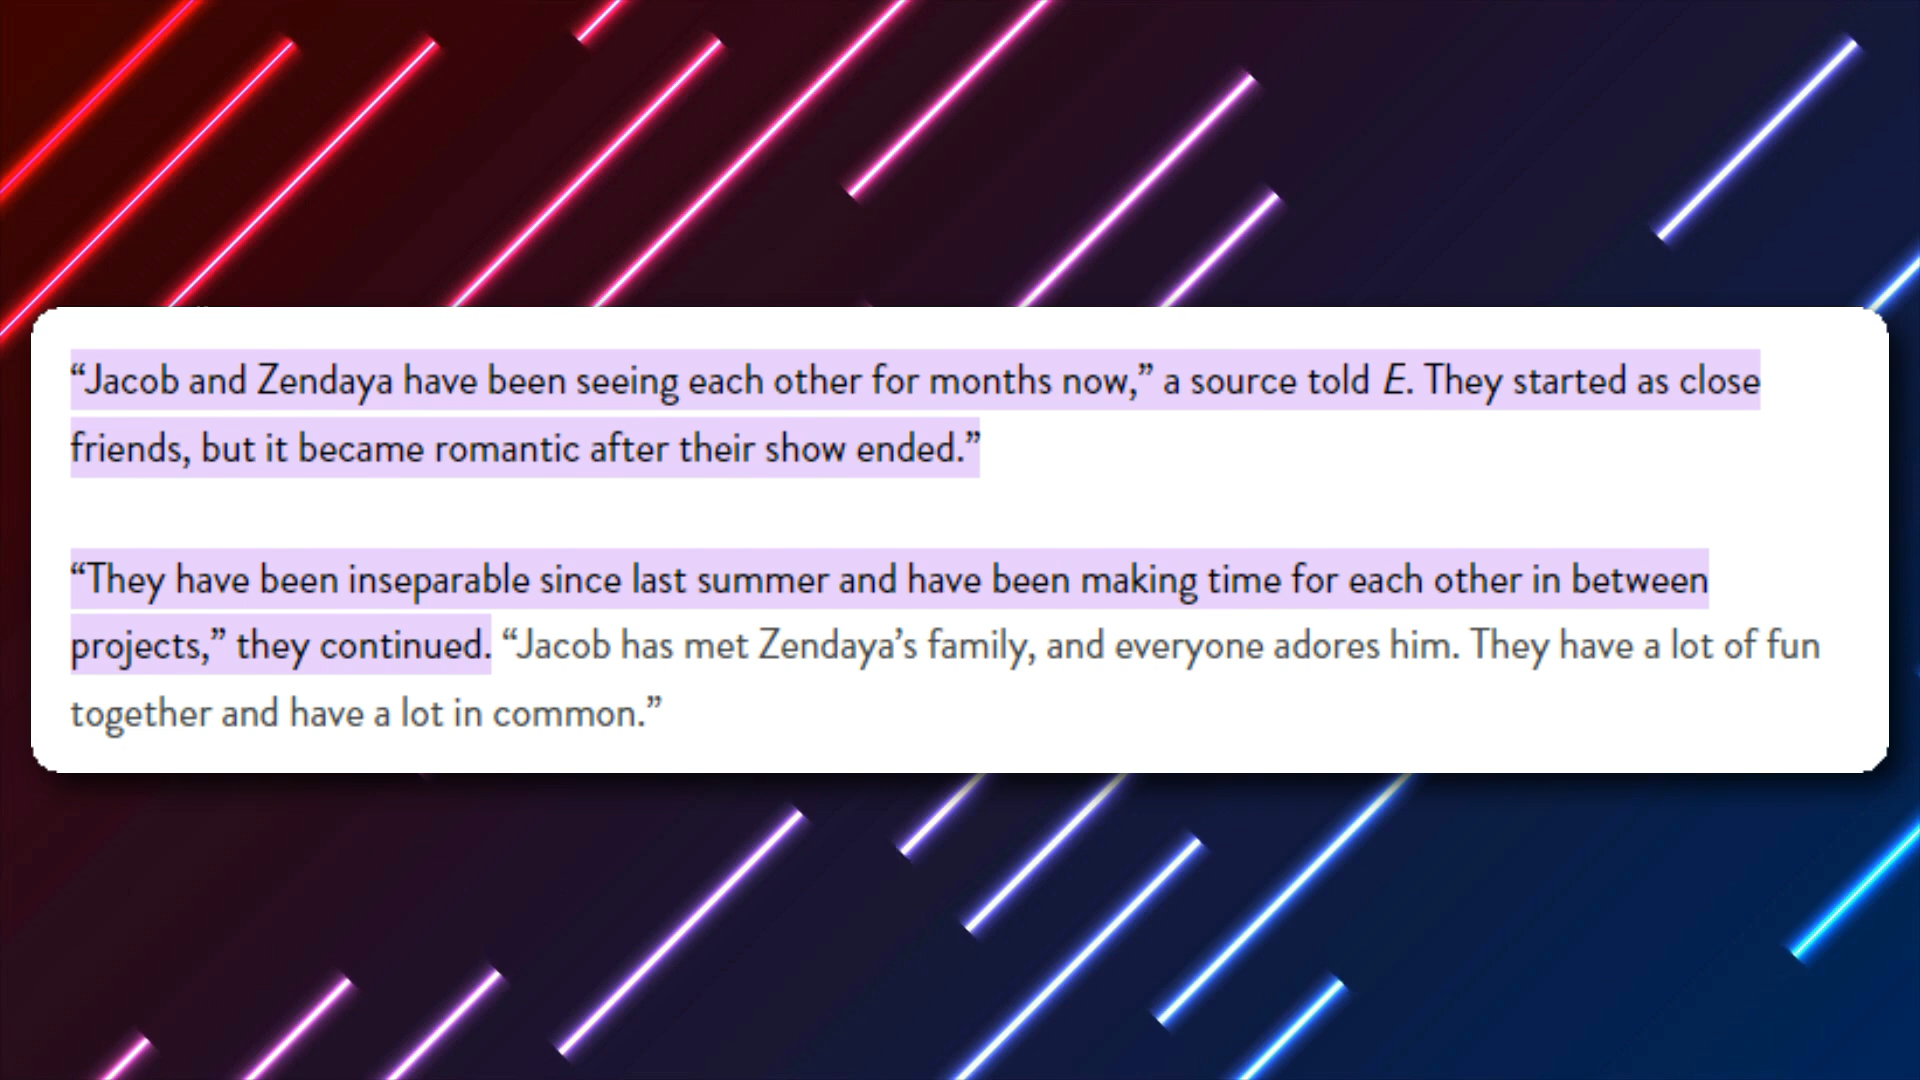 “Jacob and Zendaya have been seeing each other for months now,” a source told E. They started as close
friends, but it became romantic after their show ended.”
“They have been inseparable since last summer and have been making time for each other in between
projects,” they continued. “Jacob has met Zendaya’s family, and everyone adores him. They have a lot of fun
together and have a lot in common.”